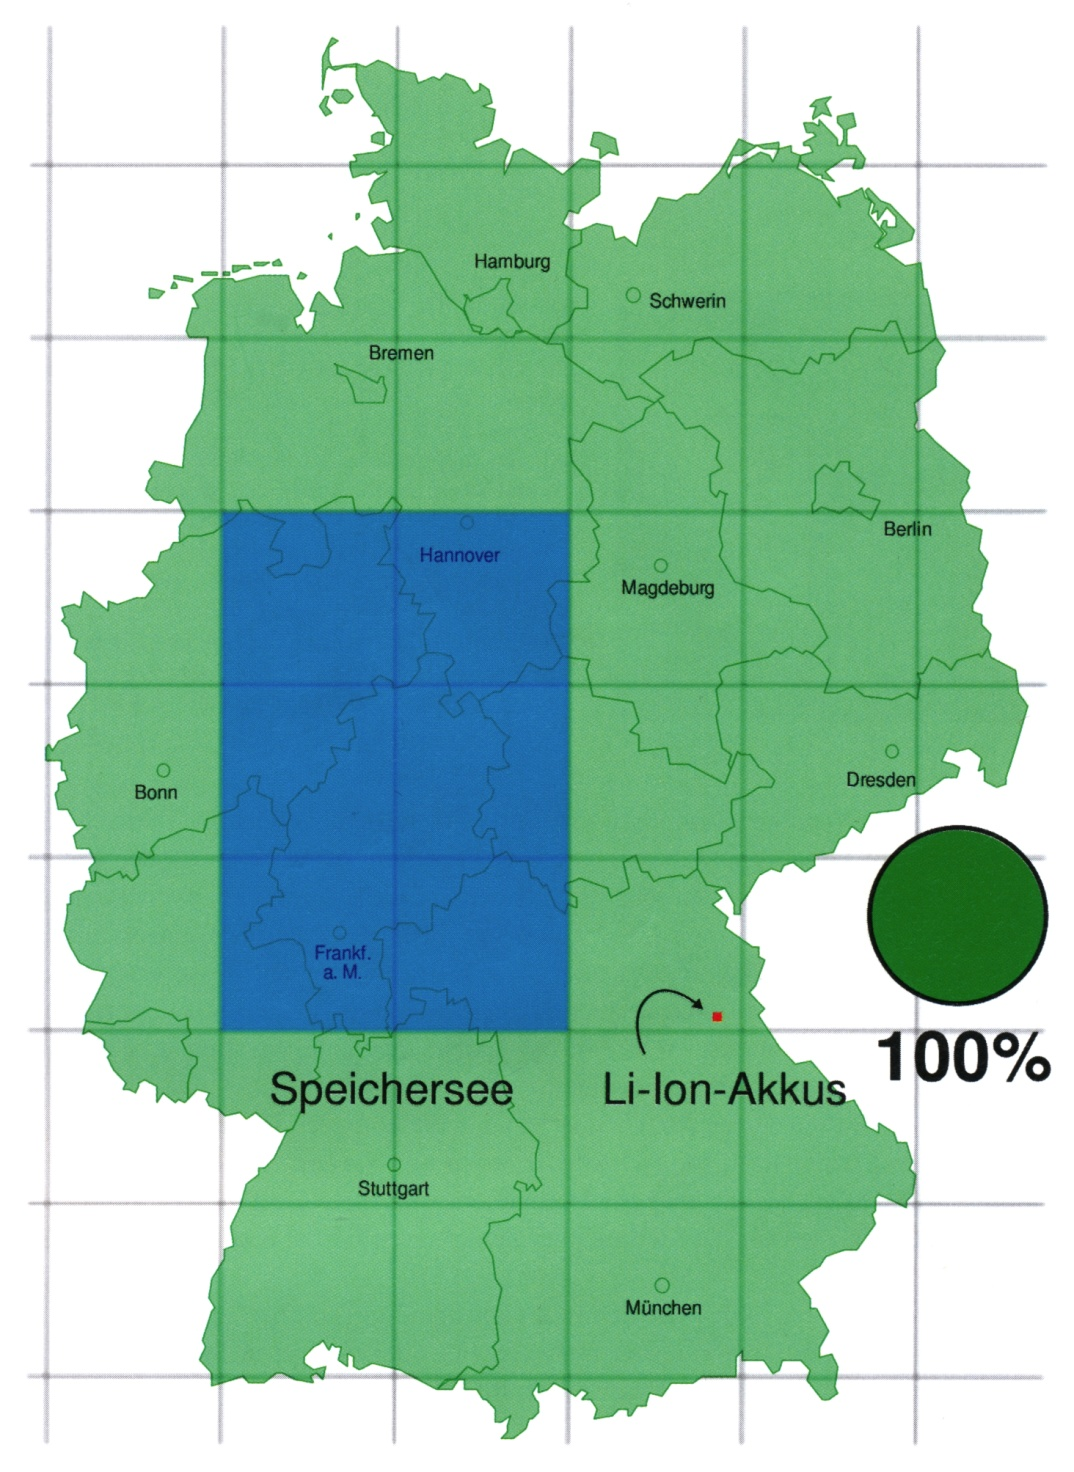 Hamburg
Schwerin
Bremen
Berlin
Hannover
Magdeburg
Dresden
Bonn
Frankf.
a. M.
100%
Speichersee
Li-Ion-Akkus
Stuttgart
München